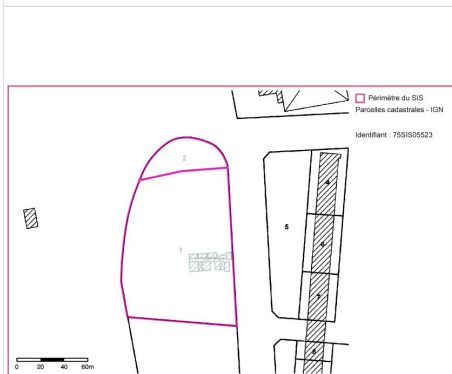 Périmètre du SIS
Parcelles cadastrales - IGN
Identifiant : 75SIS05523
2
4
5
6
1
7
8
0 20 40 60m